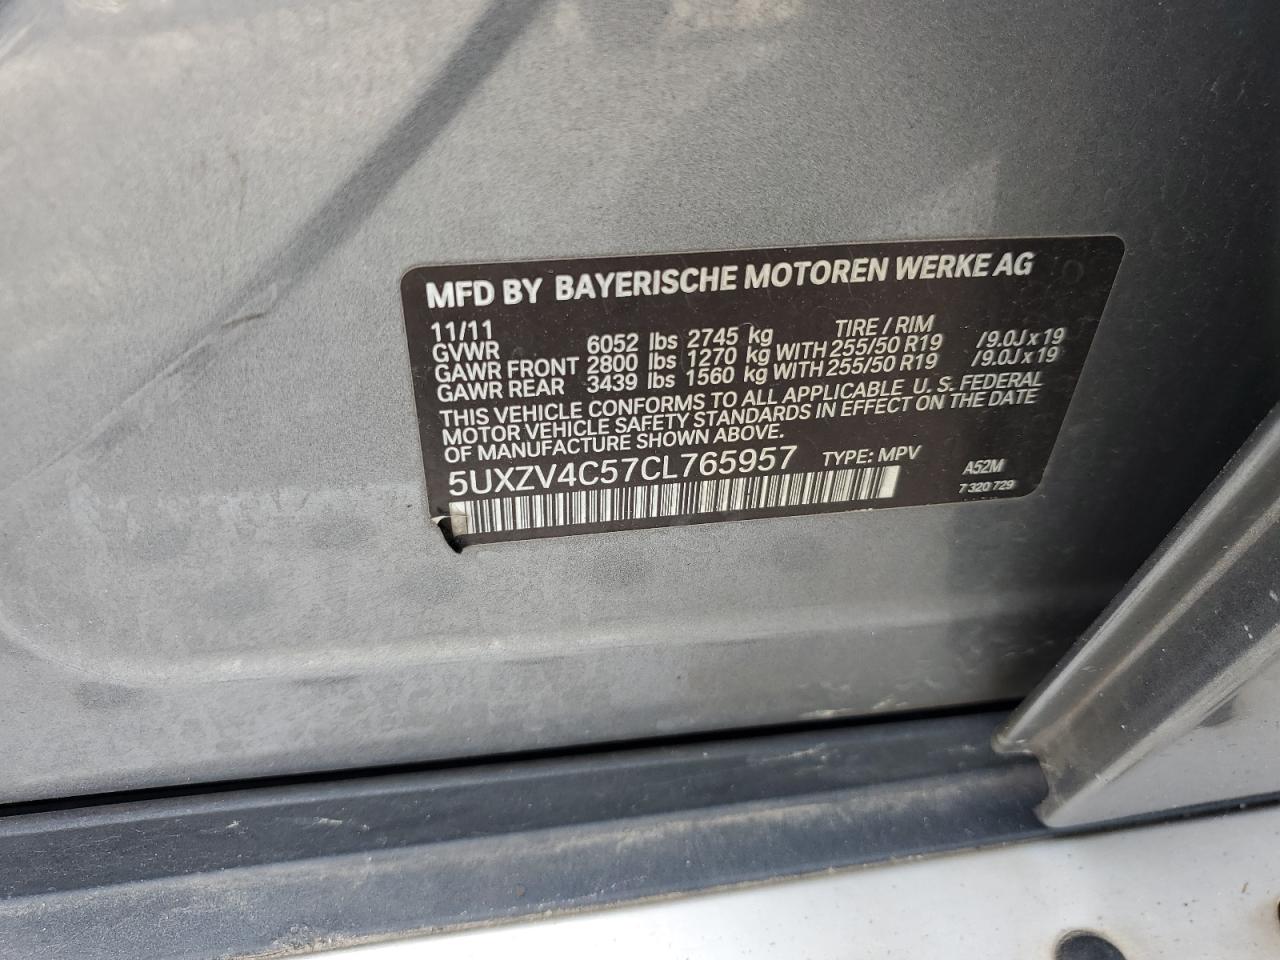 MFD BY BAYERISCHE MOTOREN WERKE AG
11/11 TIRE / RIM
GVWR 6052 lbs 2745 kg
GAWR FRONT 2800 lbs 1270 kg WITH 255/50 R19 /9.0J x 19
GAWR REAR 3439 lbs 1560 kg WITH 255/50 R19 /9.0J x 19
THIS VEHICLE CONFORMS TO ALL APPLICABLE U. S. FEDERAL
MOTOR VEHICLE SAFETY STANDARDS IN EFFECT ON THE DATE
OF MANUFACTURE SHOWN ABOVE.
5UXZV4C57CL765957 TYPE: MPV A52M
7 320 729